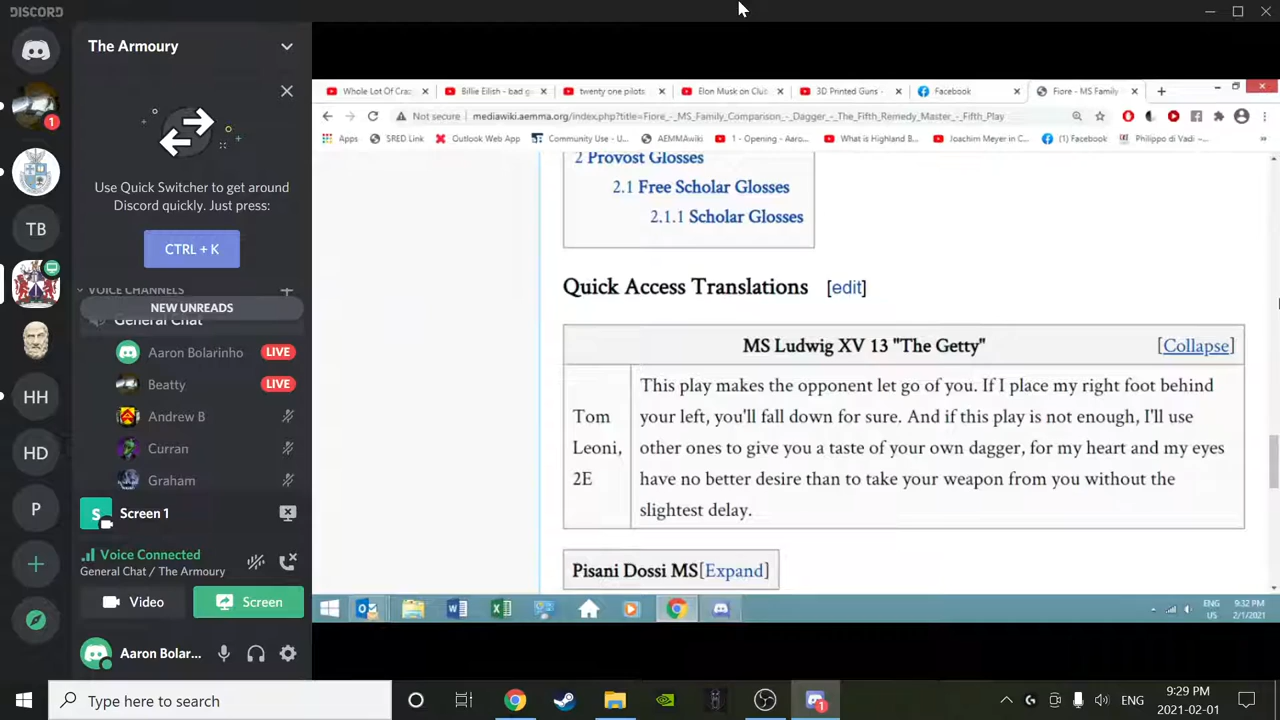 DISCORD
The Armoury
Use Quick Switcher to get around
Discord quickly. Just press:
CTRL + K
VOICE CHANNELS
NEW UNREADS
General Chat
Aaron Bolarinho LIVE
Beatty LIVE
Andrew B
Curran
Graham
S Screen 1
Voice Connected
General Chat / The Armoury
Video Screen
Aaron Bolar...
1
TB
HH
HD
P
Whole Lot Of Craz
Billie Eilish - bad g
twenty one pilots
Elon Musk on Club
3D Printed Guns -
Facebook
Fiore - MS Family
Not secure | mediawiki.aemma.org/index.php?title=Fiore_-_MS_Family_Comparison_-_Dagger_-_The_Fifth_Remedy_Master_-_Fifth_Play
Apps SRED Link Outlook Web App Community Use - U... AEMMAwiki 1 - Opening - Aaron... What is Highland B... Joachim Meyer in C... (1) Facebook Philippo di Vadi —...
2 Provost Glosses
2.1 Free Scholar Glosses
2.1.1 Scholar Glosses
Quick Access Translations [edit]
MS Ludwig XV 13 "The Getty" [Collapse]
Tom
Leoni,
2E
This play makes the opponent let go of you. If I place my right foot behind
your left, you'll fall down for sure. And if this play is not enough, I'll use
other ones to give you a taste of your own dagger, for my heart and my eyes
have no better desire than to take your weapon from you without the
slightest delay.
Pisani Dossi MS[Expand]
ENG
US
9:32 PM
2/1/2021
Type here to search
1
ENG
9:29 PM
2021-02-01